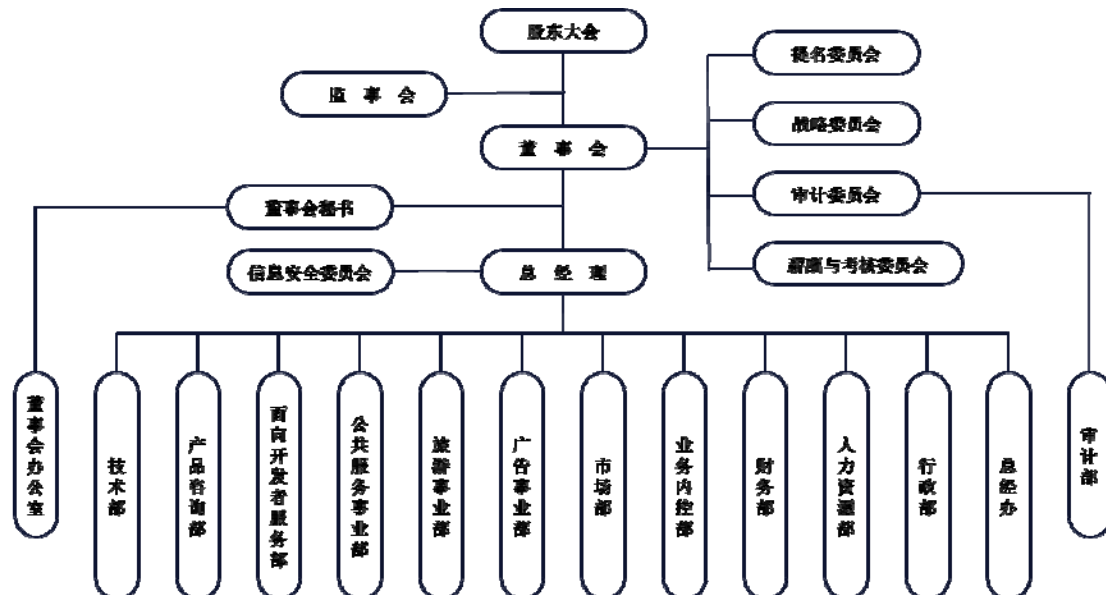 股东大会
提名委员会
监事会
战略委员会
董事会
审计委员会
董事会秘书
薪酬与考核委员会
信息安全委员会
总经理
董事会办公室
技术部
产品咨询部
面向开发者服务部
公共服务事业部
旅游事业部
广告事业部
市场部
业务内控部
财务部
人力资源部
行政部
总经办
审计部